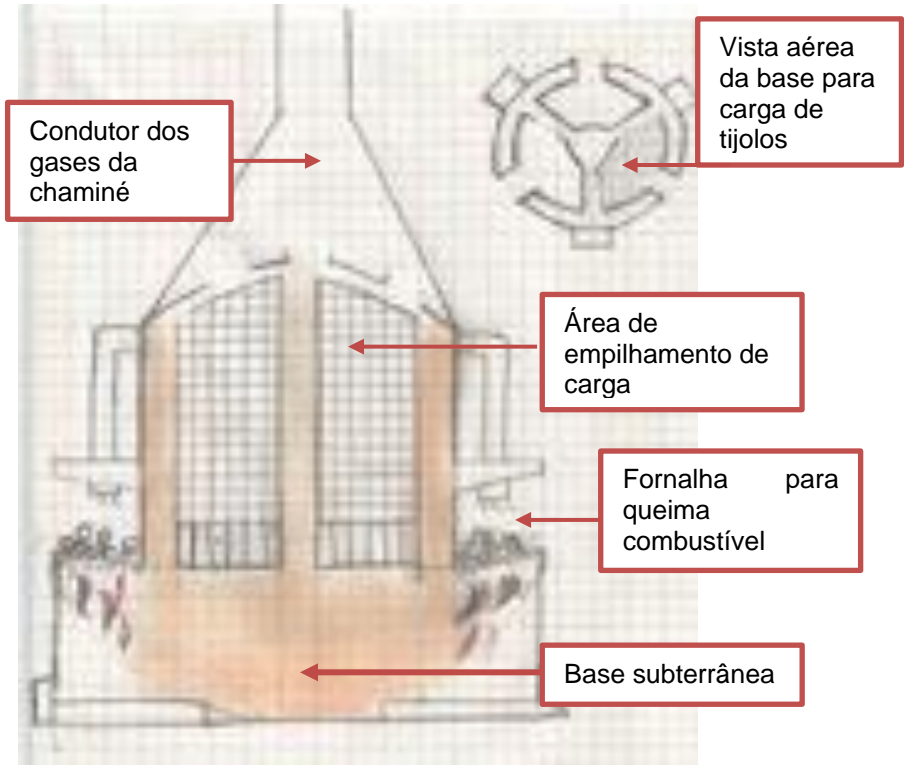 Vista aérea
da base para
carga de
tijolos
Condutor dos
gases da
chaminé
Área de
empilhamento de
carga
Fornalha para
queima
combustível
Base subterrânea